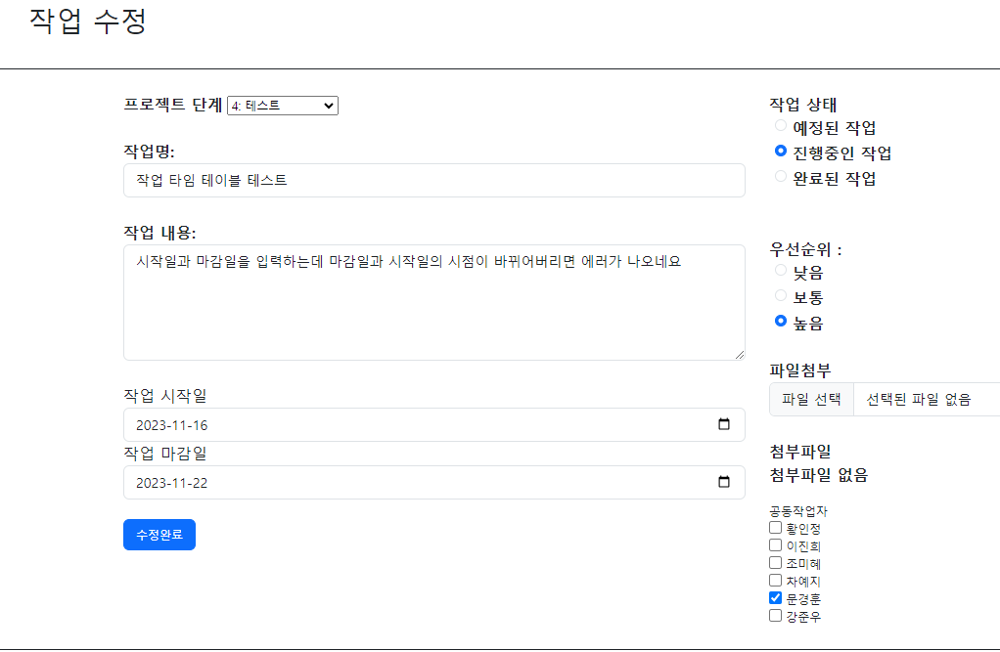 작업 수정
프로젝트 단계 4: 테스트
작업명:
작업 타임 테이블 테스트
작업 내용:
시작일과 마감일을 입력하는데 마감일과 시작일의 시점이 바뀌어버리면 에러가 나오네요
작업 시작일
2023-11-16
작업 마감일
2023-11-22
수정완료
작업 상태
예정된 작업
진행중인 작업
완료된 작업
우선순위 :
낮음
보통
높음
파일첨부
파일 선택 선택된 파일 없음
첨부파일
첨부파일 없음
공동작업자
황인정
이진희
조미혜
차예지
문경훈
강준우